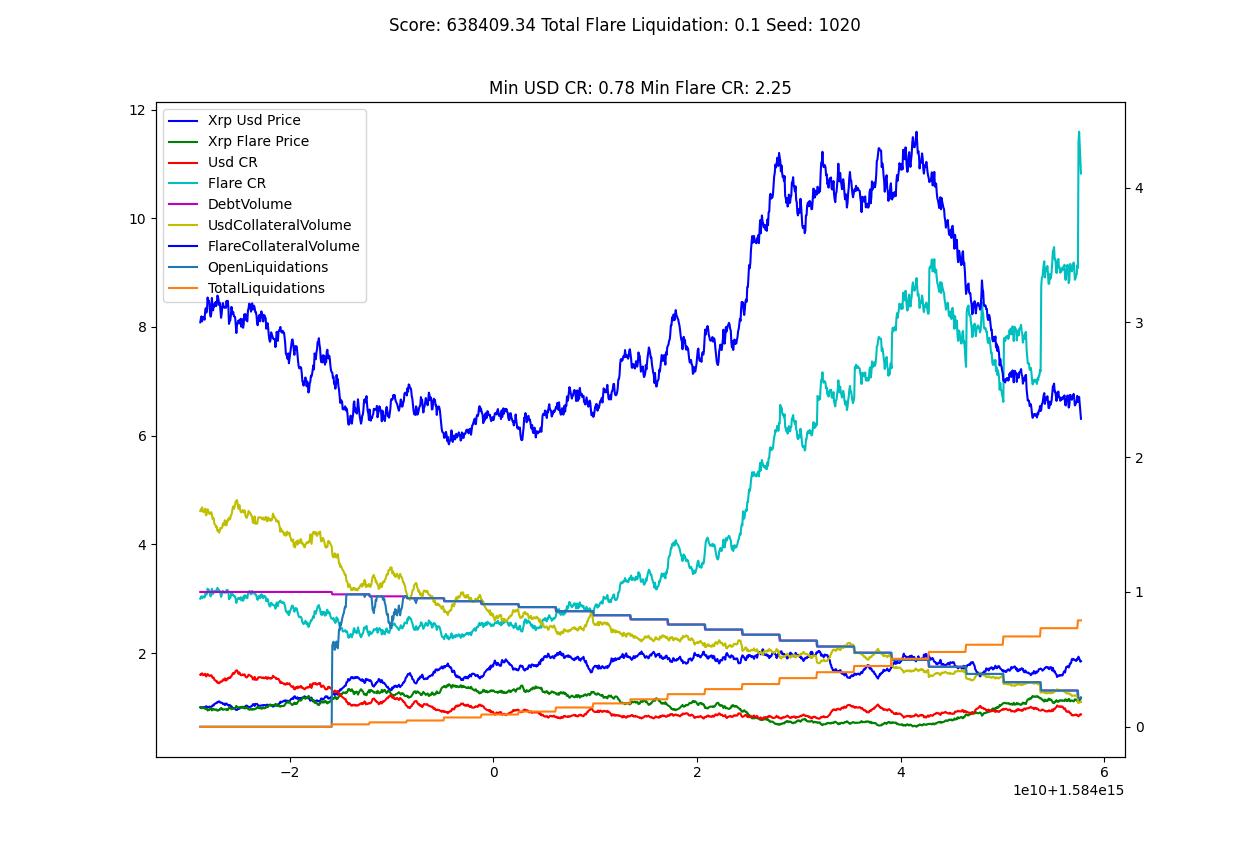 Score: 638409.34 Total Flare Liquidation: 0.1 Seed: 1020
Min USD CR: 0.78 Min Flare CR: 2.25
Xrp Usd Price
Xrp Flare Price
Usd CR
Flare CR
DebtVolume
UsdCollateralVolume
FlareCollateralVolume
OpenLiquidations
TotalLiquidations
12
10
8
6
4
2
4
3
2
1
0
−2
0
2
4
6
1e10+1.584e15